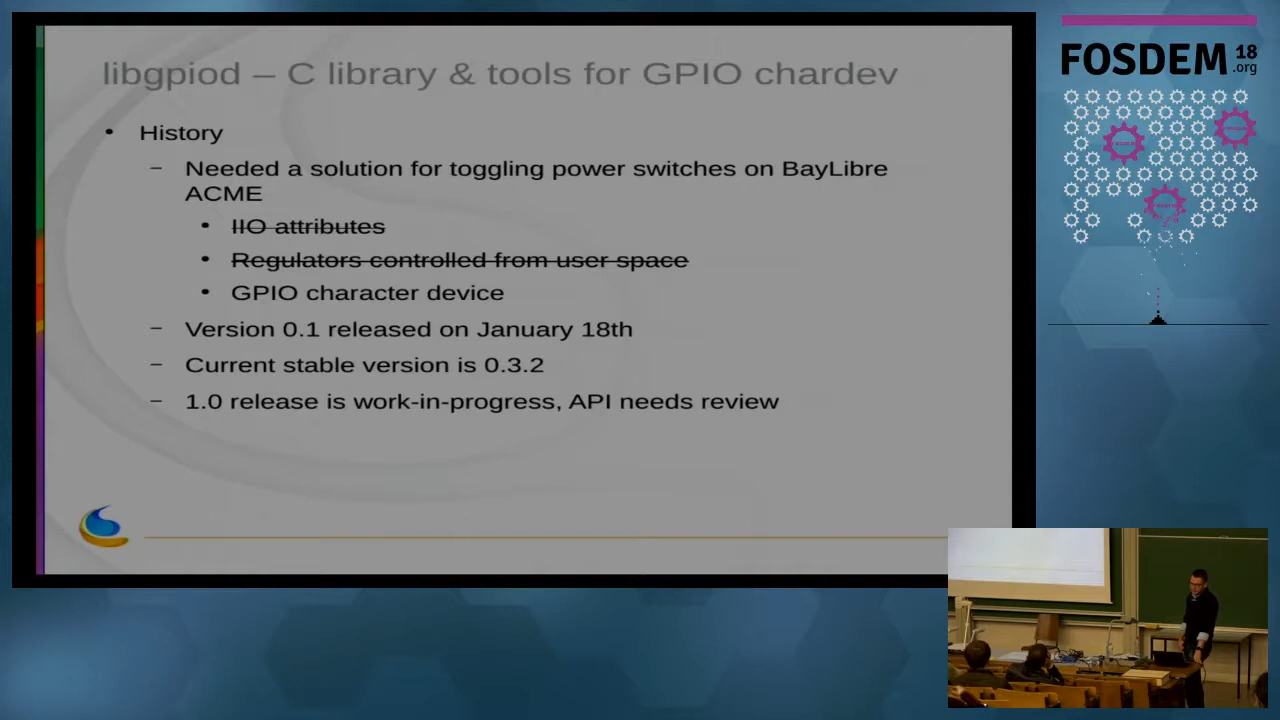 libgpiod – C library & tools for GPIO chardev
• History
– Needed a solution for toggling power switches on BayLibre
ACME
• IIO attributes
• Regulators controlled from user space
• GPIO character device
– Version 0.1 released on January 18th
– Current stable version is 0.3.2
– 1.0 release is work-in-progress, API needs review
FOSDEM 18
.org